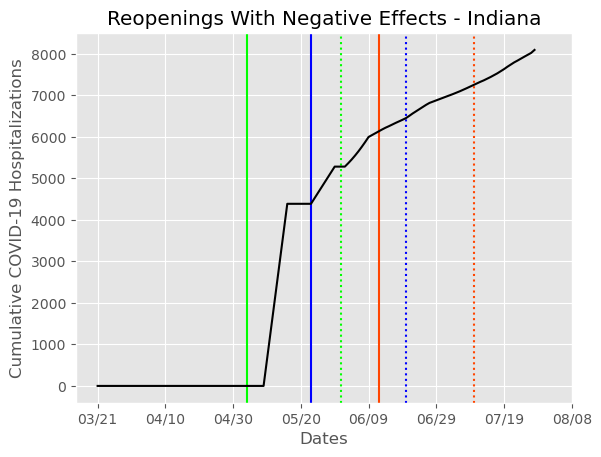 Reopenings With Negative Effects - Indiana
Cumulative COVID-19 Hospitalizations
8000
7000
6000
5000
4000
3000
2000
1000
0
03/21 04/10 04/30 05/20 06/09 06/29 07/19 08/08
Dates